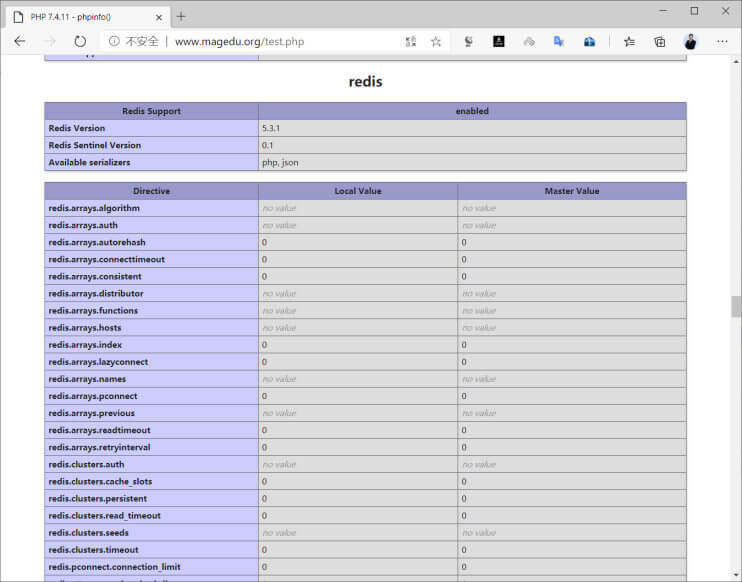 PHP 7.4.11 - phpinfo()
不安全 | www.magedu.org/test.php
redis
Redis Support enabled
Redis Version 5.3.1
Redis Sentinel Version 0.1
Available serializers php, json
Directive Local Value Master Value
redis.arrays.algorithm no value no value
redis.arrays.auth no value no value
redis.arrays.autorehash 0 0
redis.arrays.connecttimeout 0 0
redis.arrays.consistent 0 0
redis.arrays.distributor no value no value
redis.arrays.functions no value no value
redis.arrays.hosts no value no value
redis.arrays.index 0 0
redis.arrays.lazyconnect 0 0
redis.arrays.names no value no value
redis.arrays.pconnect 0 0
redis.arrays.previous no value no value
redis.arrays.readtimeout 0 0
redis.arrays.retryinterval 0 0
redis.clusters.auth no value no value
redis.clusters.cache_slots 0 0
redis.clusters.persistent 0 0
redis.clusters.read_timeout 0 0
redis.clusters.seeds no value no value
redis.clusters.timeout 0 0
redis.pconnect.connection_limit 0 0